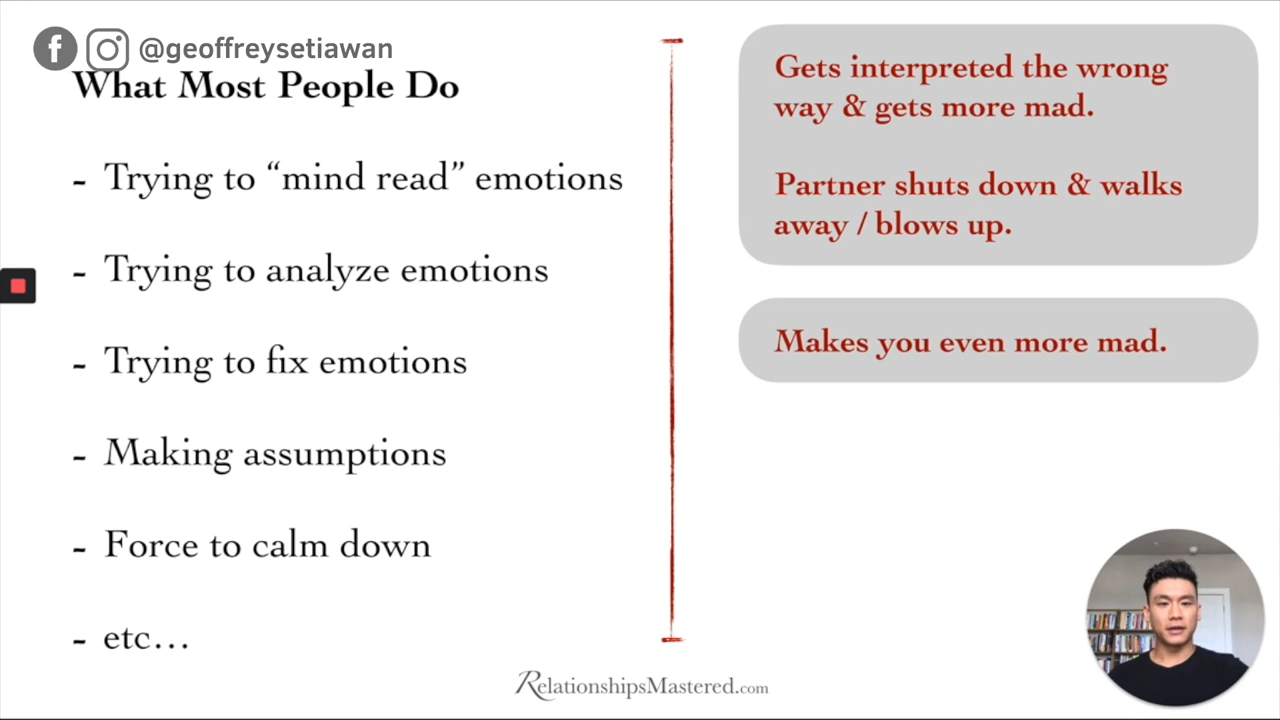 @geoffreysetiawan
What Most People Do
- Trying to “mind read” emotions
- Trying to analyze emotions
- Trying to fix emotions
- Making assumptions
- Force to calm down
- etc…
Gets interpreted the wrong
way & gets more mad.
Partner shuts down & walks
away / blows up.
Makes you even more mad.
RelationshipsMastered.com